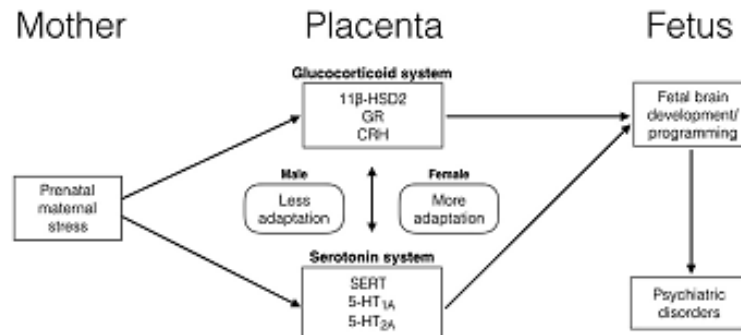 Mother
Placenta
Fetus
Glucocorticoid system
11β-HSD2
GR
CRH
Fetal brain
development/
programming
Male
Less
adaptation
Female
More
adaptation
Prenatal
maternal
stress
Serotonin system
SERT
5-HT1A
5-HT2A
Psychiatric
disorders